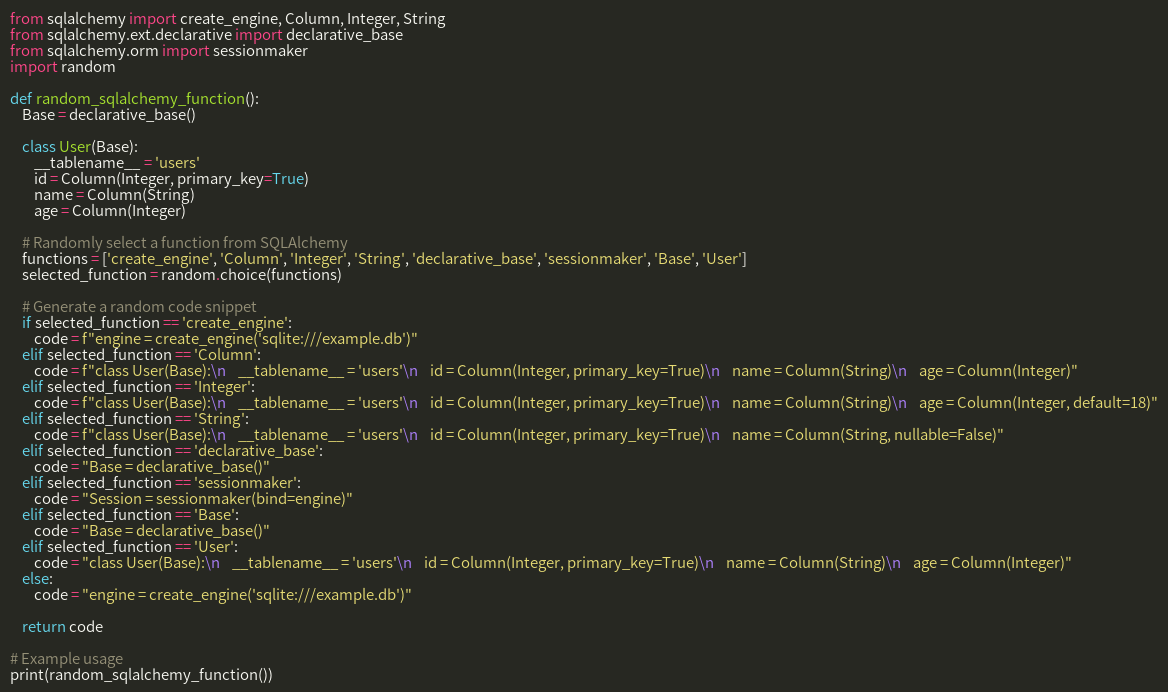 from sqlalchemy import create_engine, Column, Integer, String
from sqlalchemy.ext.declarative import declarative_base
from sqlalchemy.orm import sessionmaker
import random

def random_sqlalchemy_function():
    Base = declarative_base()

    class User(Base):
        __tablename__ = 'users'
        id = Column(Integer, primary_key=True)
        name = Column(String)
        age = Column(Integer)

    # Randomly select a function from SQLAlchemy
    functions = ['create_engine', 'Column', 'Integer', 'String', 'declarative_base', 'sessionmaker', 'Base', 'User']
    selected_function = random.choice(functions)

    # Generate a random code snippet
    if selected_function == 'create_engine':
        code = f"engine = create_engine('sqlite:///example.db')"
    elif selected_function == 'Column':
        code = f"class User(Base):\n    __tablename__ = 'users'\n    id = Column(Integer, primary_key=True)\n    name = Column(String)\n    age = Column(Integer)"
    elif selected_function == 'Integer':
        code = f"class User(Base):\n    __tablename__ = 'users'\n    id = Column(Integer, primary_key=True)\n    name = Column(String)\n    age = Column(Integer, default=18)"
    elif selected_function == 'String':
        code = f"class User(Base):\n    __tablename__ = 'users'\n    id = Column(Integer, primary_key=True)\n    name = Column(String, nullable=False)"
    elif selected_function == 'declarative_base':
        code = "Base = declarative_base()"
    elif selected_function == 'sessionmaker':
        code = "Session = sessionmaker(bind=engine)"
    elif selected_function == 'Base':
        code = "Base = declarative_base()"
    elif selected_function == 'User':
        code = "class User(Base):\n    __tablename__ = 'users'\n    id = Column(Integer, primary_key=True)\n    name = Column(String)\n    age = Column(Integer)"
    else:
        code = "engine = create_engine('sqlite:///example.db')"

    return code

# Example usage
print(random_sqlalchemy_function())